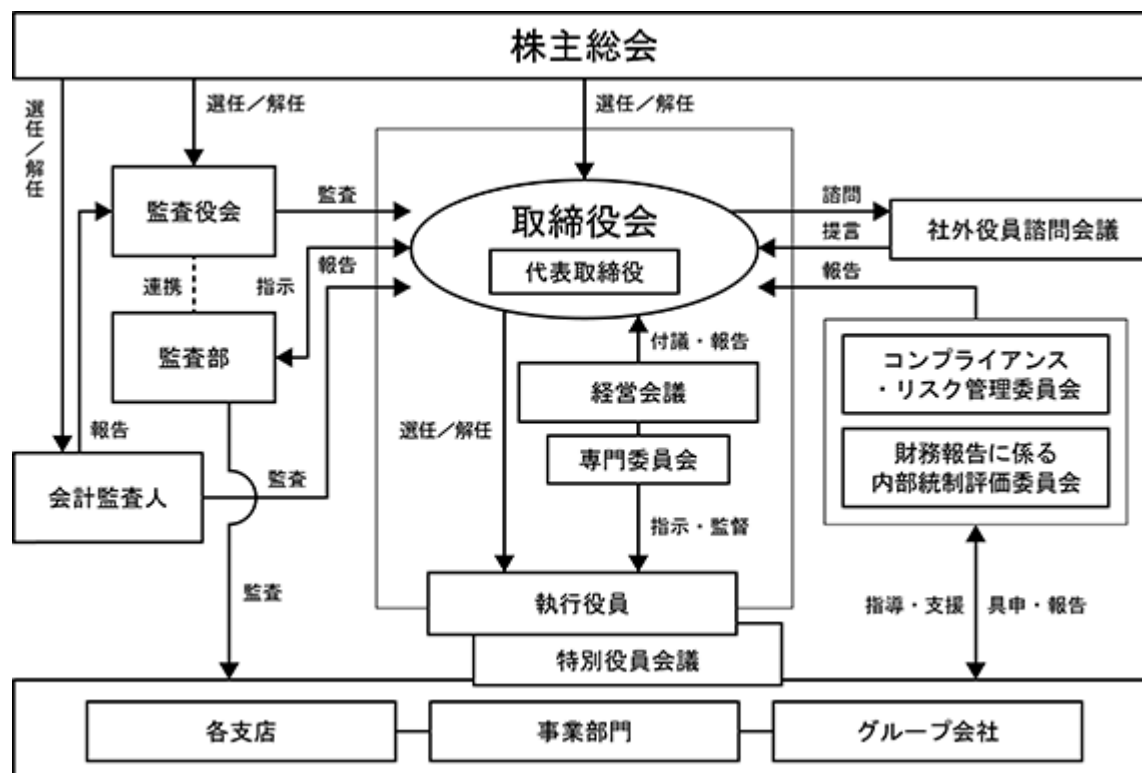 株主総会
選任／解任
選任／解任
選任／解任
監査役会
監査
取締役会
代表取締役
諮問
提言
社外役員諮問会議
連携
指示
報告
報告
監査部
付議・報告
経営会議
専門委員会
コンプライアンス
・リスク管理委員会
財務報告に係る
内部統制評価委員会
報告
選任／解任
会計監査人
監査
指示・監督
監査
執行役員
指導・支援
具申・報告
特別役員会議
各支店
事業部門
グループ会社